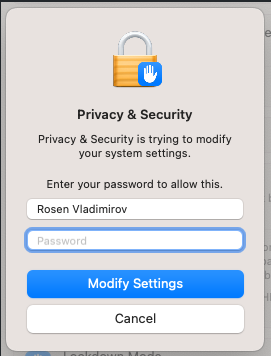 Privacy & Security
Privacy & Security is trying to modify
your system settings.
Enter your password to allow this.
Rosen Vladimirov
Password
Modify Settings
Cancel
Lockdown Mode